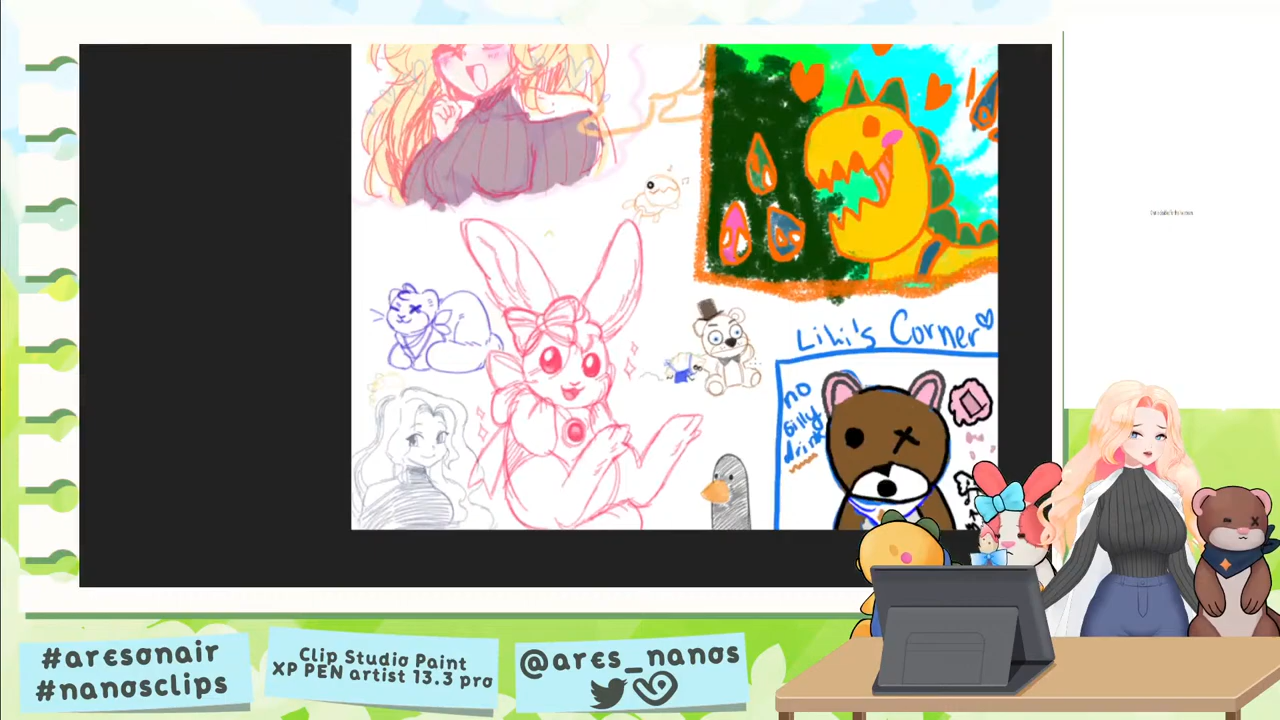 Lili's Corner
no
Silly
drink
#aresonair
#nanosclips
Clip Studio Paint
XP PEN artist 13.3 pro
@ares_nanos